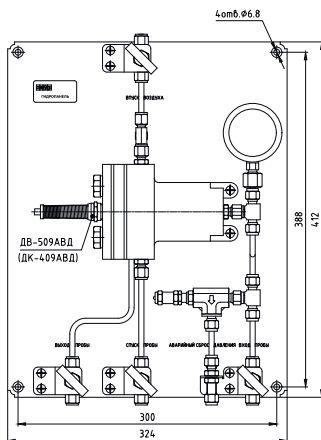 4отв.Ø6.8
ГИДРОПАНЕЛЬ
ВПУСК ВОЗДУХА
ДВ-509АВД
(ДК-409АВД)
388
412
ВЫХОД ПРОБЫ
СПУСК ПРОБЫ
АВАРИЙНЫЙ СБРОС ДАВЛЕНИЯ
ВХОД ПРОБЫ
300
324